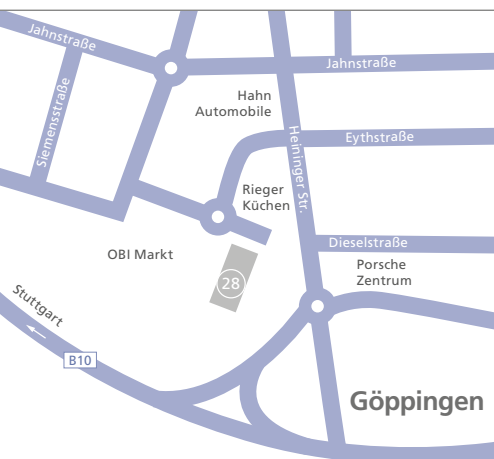 Jahnstraße
Jahnstraße
Siemensstraße
Hahn
Automobile
Heininger Str.
Eythstraße
Rieger
Küchen
OBI Markt
Dieselstraße
Porsche
Zentrum
28
Stuttgart
B10
Göppingen